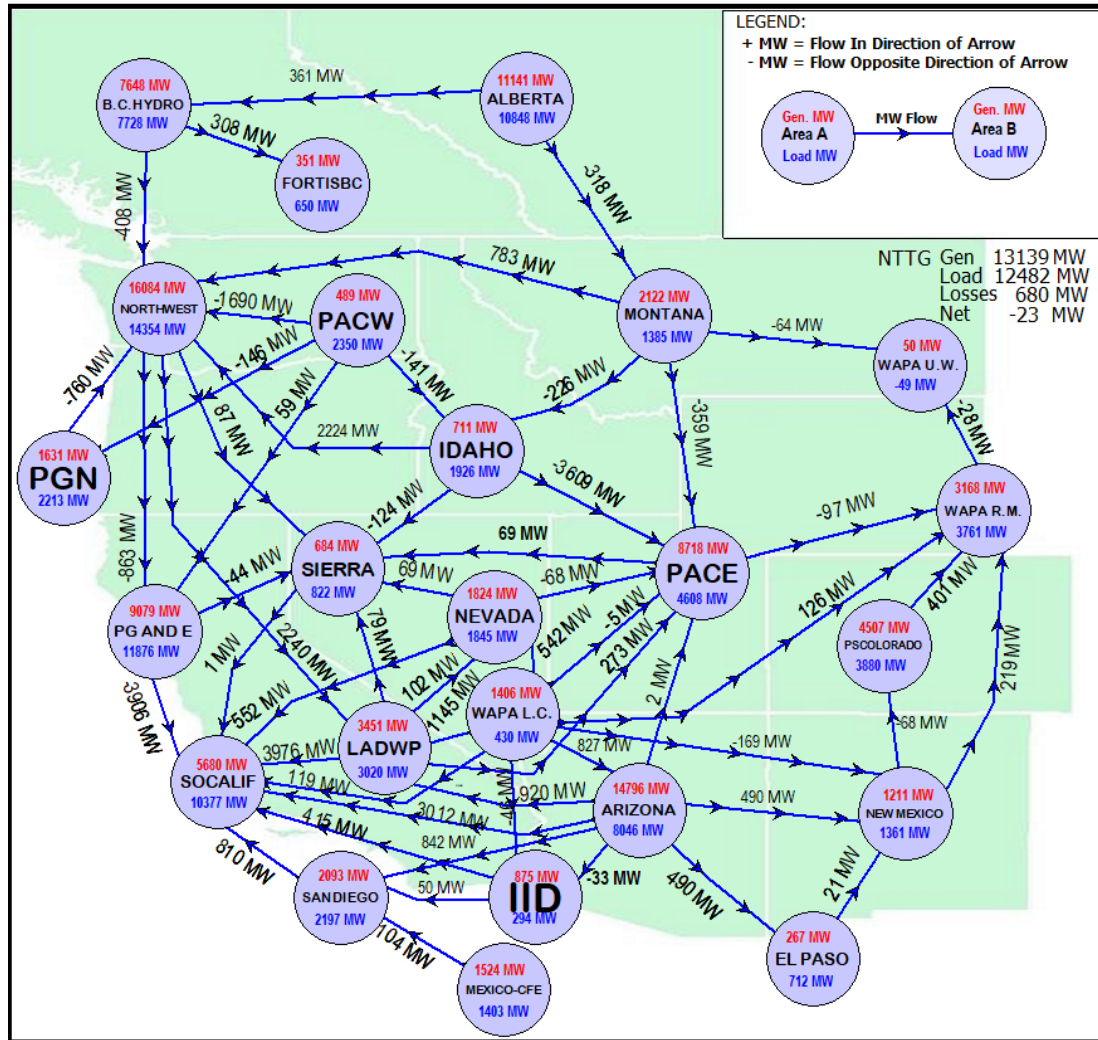 LEGEND:
+ MW = Flow In Direction of Arrow
- MW = Flow Opposite Direction of Arrow
Gen. MW
Area A
Load MW
MW Flow
Gen. MW
Area B
Load MW
7648 MW
B.C.HYDRO
7728 MW
361 MW
11141 MW
ALBERTA
10848 MW
308 MW
351 MW
FORTISBC
650 MW
-318 MW
-408 MW
NTTG Gen 13139 MW
Load 12482 MW
Losses 680 MW
Net -23 MW
783 MW
16084 MW
NORTHWEST
14354 MW
-1690 MW
489 MW
PACW
2350 MW
2122 MW
MONTANA
1385 MW
-64 MW
50 MW
WAPA U.W.
-49 MW
-146 MW
-141 MW
-226 MW
-760 MW
87 MW
59 MW
-359 MW
-28 MW
2224 MW
711 MW
IDAHO
1926 MW
1631 MW
PGN
2213 MW
-3609 MW
-124 MW
-97 MW
3168 MW
WAPA R.M.
3761 MW
-863 MW
-44 MW
684 MW
SIERRA
822 MW
69 MW
69 MW
-68 MW
8718 MW
PACE
4608 MW
126 MW
401 MW
9079 MW
PG AND E
11876 MW
1824 MW
NEVADA
1845 MW
542 MW
-5 MW
273 MW
4507 MW
PSCOLORADO
3880 MW
219 MW
1 MW
2240 MW
79 MW
102 MW
1145 MW
2 MW
3906 MW
-552 MW
1406 MW
WAPA L.C.
430 MW
827 MW
-169 MW
-68 MW
3451 MW
LADWP
3020 MW
3976 MW
5680 MW
SOCALIF
10377 MW
119 MW
3012 MW
-46 MW
920 MW
14796 MW
ARIZONA
8046 MW
490 MW
1211 MW
NEW MEXICO
1361 MW
415 MW
842 MW
810 MW
2093 MW
SANDIEGO
2197 MW
50 MW
875 MW
IID
294 MW
-33 MW
490 MW
21 MW
104 MW
1524 MW
MEXICO-CFE
1403 MW
267 MW
EL PASO
712 MW